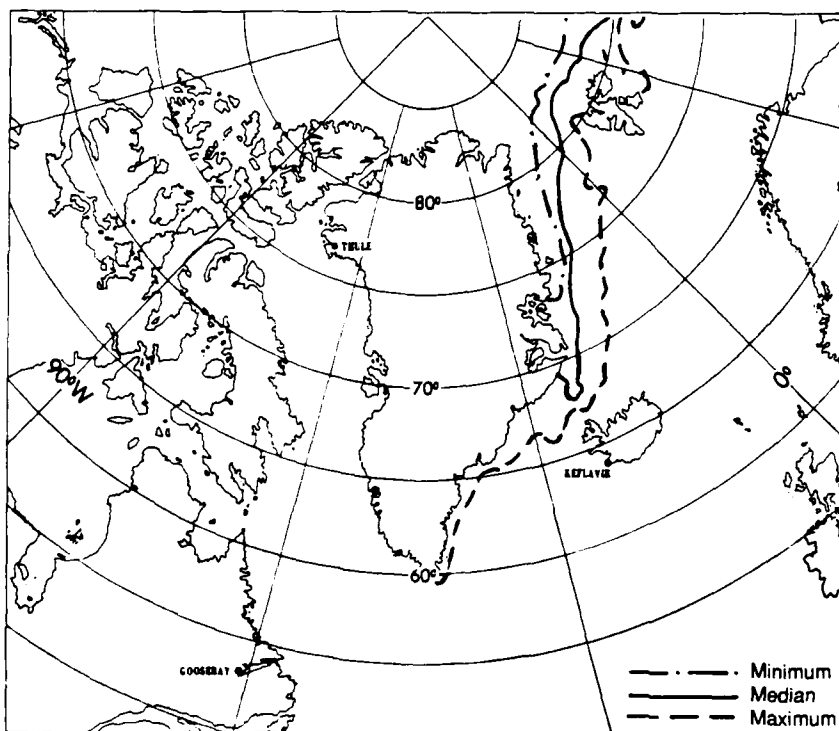 80°
THULE
70°
90°W
0°
KEFLAVIK
60°
GOOSEBAY
Minimum
Median
Maximum